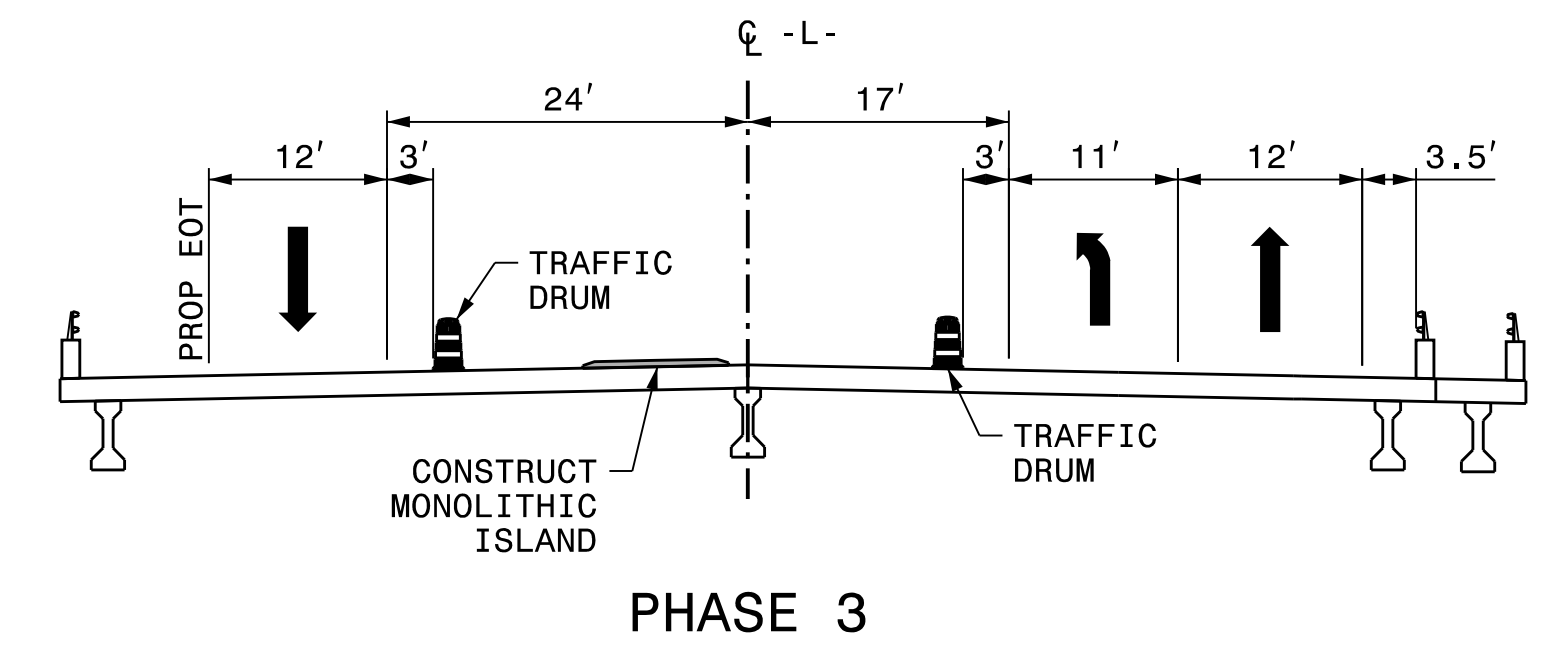 ℄ -L-
24' 17'
12' 3' 3' 11' 12' 3.5'
PROP EOT
TRAFFIC
DRUM
TRAFFIC
DRUM
CONSTRUCT
MONOLITHIC
ISLAND
PHASE 3